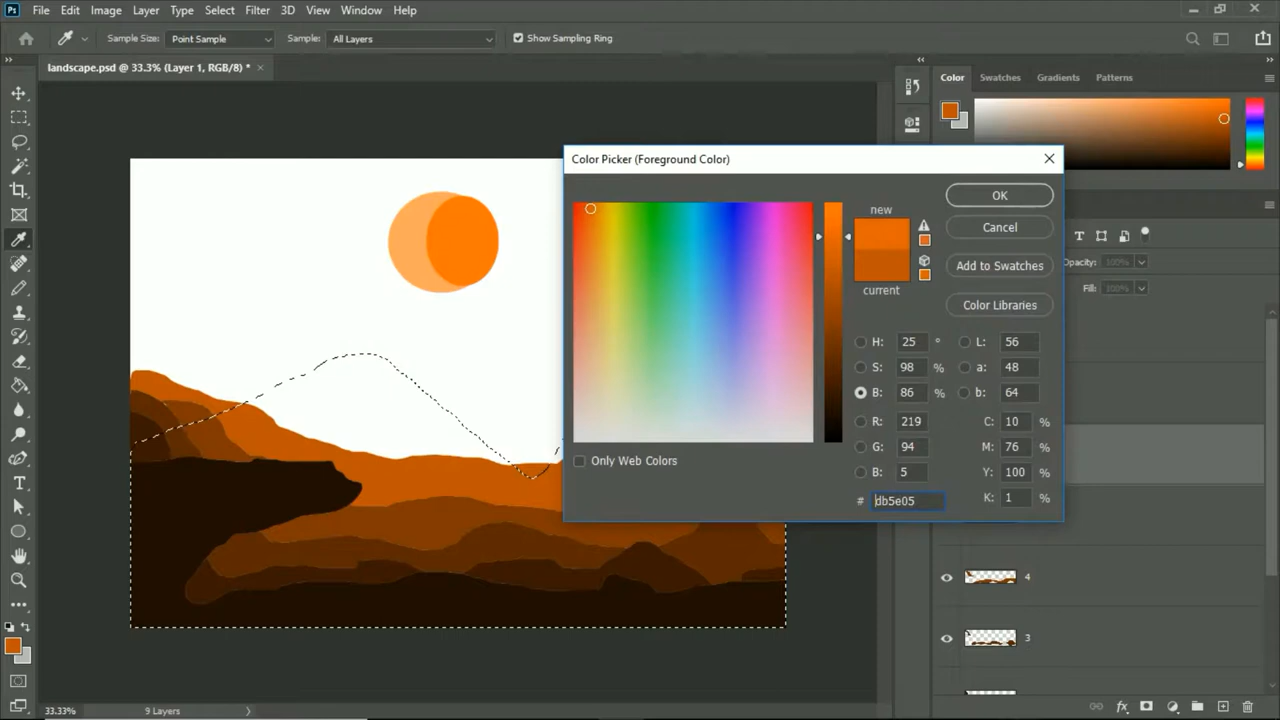 Ps File Edit Image Layer Type Select Filter 3D View Window Help
Sample Size: Point Sample Sample: All Layers Show Sampling Ring
landscape.psd @ 33.3% (Layer 1, RGB/8) *
Color Swatches Gradients Patterns
Color Picker (Foreground Color)
new
current
OK
Cancel
Add to Swatches
Color Libraries
H: 25 °
S: 98 %
B: 86 %
R: 219
G: 94
B: 5
# db5e05
L: 56
a: 48
b: 64
C: 10 %
M: 76 %
Y: 100 %
K: 1 %
Only Web Colors
Opacity: 100%
Fill: 100%
4
3
33.33% 9 Layers